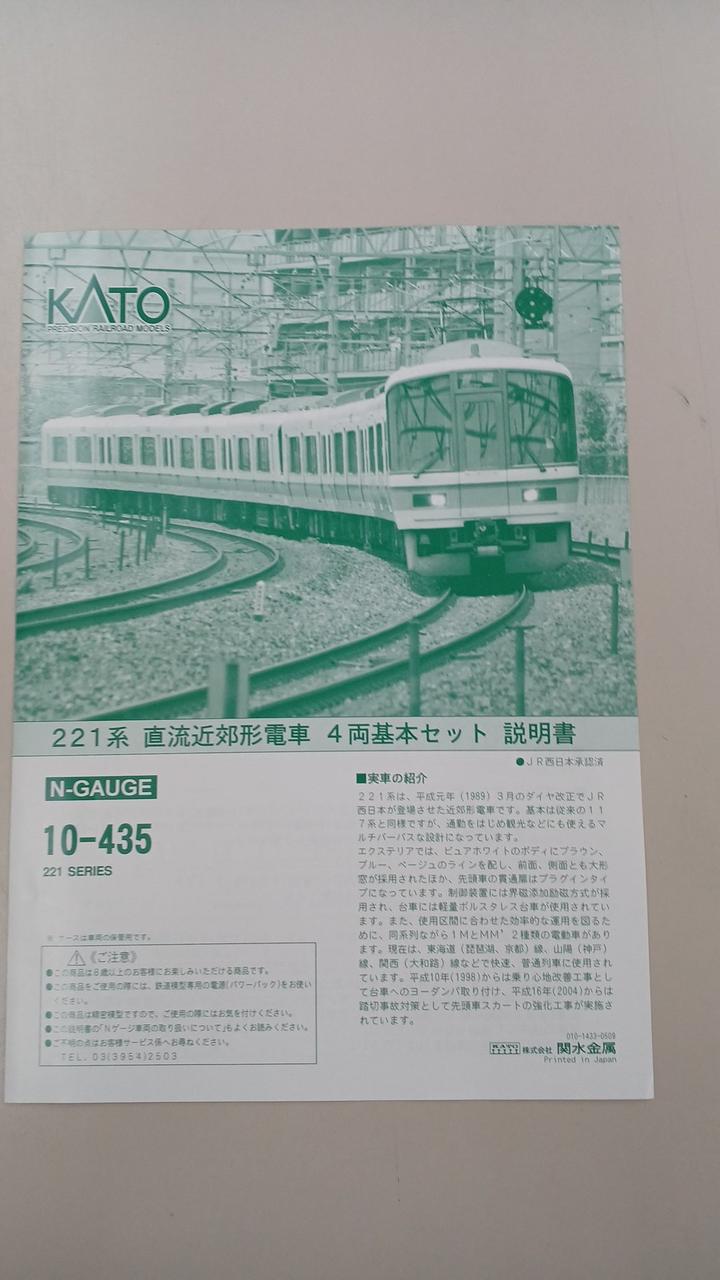 KATO
PRECISION RAILROAD MODELS
221系 直流近郊形電車 4両基本セット 説明書
●JR西日本承認済
N-GAUGE
10-435
221 SERIES
■実車の紹介
221系は、平成元年(1989)3月のダイヤ改正でJR
西日本が登場させた近郊形電車です。基本は従来の11
7系と同様ですが、通勤をはじめ観光などにも使えるマ
ルチパーパスな設計になっています。
エクステリアでは、ピュアホワイトのボディにブラウン、
ブルー、ベージュのラインを配し、前面、側面とも大形
窓が採用されたほか、先頭車の貫通扉はプラグインタイ
プになっています。制御装置には界磁添加励磁方式が採
用され、台車には軽量ボルスタレス台車が使用されてい
ます。また、使用区間に合わせた効率的な運用を図るた
めに、同系列ながら1MとMM'2種類の電動車があり
ます。現在は、東海道(琵琶湖、京都)線、山陽(神戸)
線、関西(大和路)線などで快速、普通列車に使用され
ています。平成10年(1998)からは乗り心地改善工事とし
て台車へのヨーダンパ取り付け、平成16年(2004)からは
踏切事故対策として先頭車スカートの強化工事が実施さ
れています。
※ ケースは車両の保管用です。
⚠《ご注意》
●この商品は8歳以上のお客様にお楽しみいただける商品です。
●この商品をご使用の際には、鉄道模型専用の電源(パワーパック)をお使い
ください。
●この商品は精密模型ですので、ご使用の際にはお気を付けください。
●この説明書の「Nゲージ車両の取り扱いについて」もよくお読みください。
●ご不明の点はお客様サービス係へお尋ねください。
TEL. 03(3954)2503
010-1433-0509
KATO 株式会社 関水金属
Printed in Japan